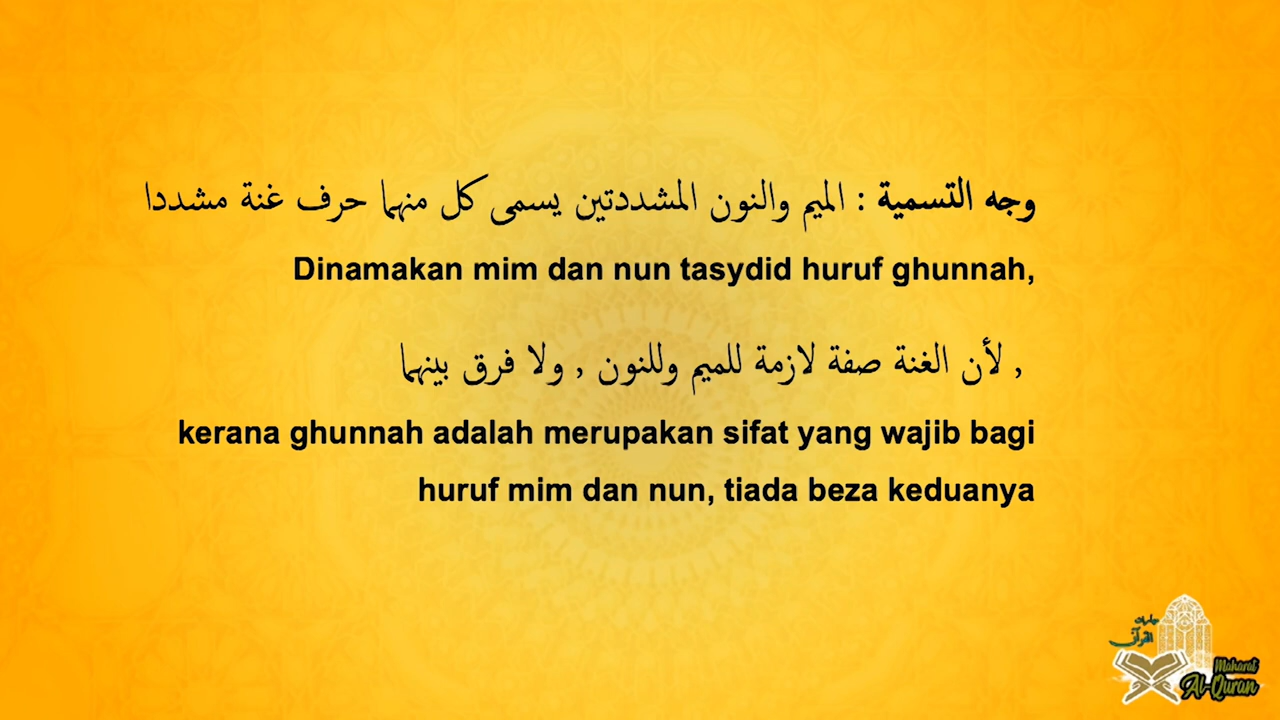 وجه التسمية : الميم والنون المشددتين يسمى كل منهما حرف غنة مشددا
Dinamakan mim dan nun tasydid huruf ghunnah,
, لأن الغنة صفة لازمة للميم وللنون , ولا فرق بينهما
kerana ghunnah adalah merupakan sifat yang wajib bagi
huruf mim dan nun, tiada beza keduanya
القرآن
Maharat
Al-Quran